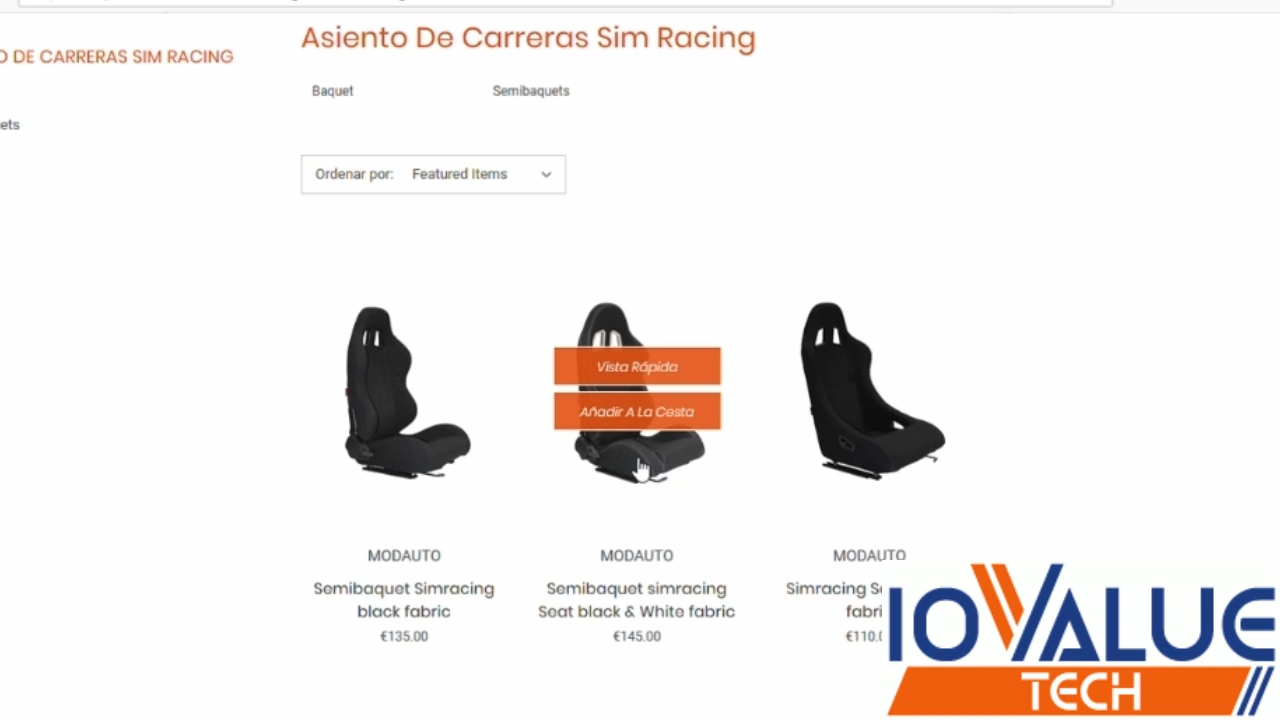 Asiento De Carreras Sim Racing
O DE CARRERAS SIM RACING
Baquet
Semibaquets
ets
Ordenar por: Featured Items
Vista Rápida
Añadir A La Cesta
MODAUTO
Semibaquet Simracing
black fabric
€135.00
MODAUTO
Semibaquet simracing
Seat black & White fabric
€145.00
MODAUTO
Simracing
€110.
IOVALUE
TECH